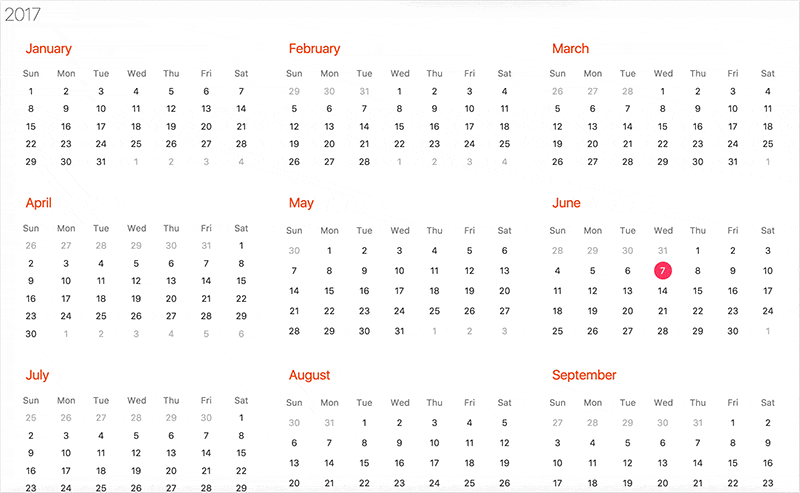 2017
January February March
Sun Mon Tue Wed Thu Fri Sat Sun Mon Tue Wed Thu Fri Sat Sun Mon Tue Wed Thu Fri Sat
1 2 3 4 5 6 7 29 30 31 1 2 3 4 26 27 28 1 2 3 4
8 9 10 11 12 13 14 5 6 7 8 9 10 11 5 6 7 8 9 10 11
15 16 17 18 19 20 21 12 13 14 15 16 17 18 12 13 14 15 16 17 18
22 23 24 25 26 27 28 19 20 21 22 23 24 25 19 20 21 22 23 24 25
29 30 31 1 2 3 4 26 27 28 1 2 3 4 26 27 28 29 30 31 1
April May June
Sun Mon Tue Wed Thu Fri Sat Sun Mon Tue Wed Thu Fri Sat Sun Mon Tue Wed Thu Fri Sat
26 27 28 29 30 31 1 30 1 2 3 4 5 6 28 29 30 31 1 2 3
2 3 4 5 6 7 8 7 8 9 10 11 12 13 4 5 6 7 8 9 10
9 10 11 12 13 14 15 14 15 16 17 18 19 20 11 12 13 14 15 16 17
16 17 18 19 20 21 22 21 22 23 24 25 26 27 18 19 20 21 22 23 24
23 24 25 26 27 28 29 28 29 30 31 1 2 3 25 26 27 28 29 30 1
30 1 2 3 4 5 6
July August September
Sun Mon Tue Wed Thu Fri Sat Sun Mon Tue Wed Thu Fri Sat Sun Mon Tue Wed Thu Fri Sat
25 26 27 28 29 30 1 30 31 1 2 3 4 5 27 28 29 30 31 1 2
2 3 4 5 6 7 8 6 7 8 9 10 11 12 3 4 5 6 7 8 9
9 10 11 12 13 14 15 13 14 15 16 17 18 19 10 11 12 13 14 15 16
16 17 18 19 20 21 22 20 21 22 23 24 25 26 17 18 19 20 21 22 23
23 24 25 26 27 28 29